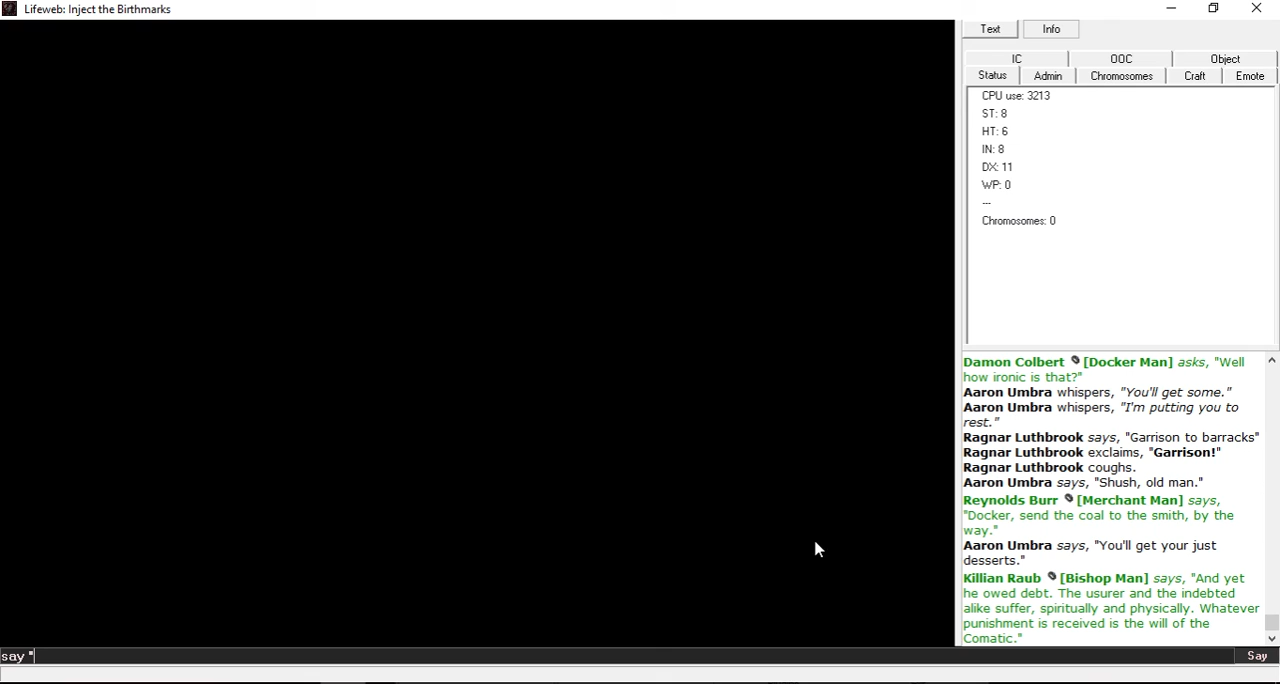 Lifeweb: Inject the Birthmarks
Text Info
IC OOC Object
Status Admin Chromosomes Craft Emote
CPU use: 3213
ST: 8
HT: 6
IN: 8
DX: 11
WP: 0
---
Chromosomes: 0
Damon Colbert [Docker Man] asks, "Well
how ironic is that?"
Aaron Umbra whispers, "You'll get some."
Aaron Umbra whispers, "I'm putting you to
rest."
Ragnar Luthbrook says, "Garrison to barracks"
Ragnar Luthbrook exclaims, "Garrison!"
Ragnar Luthbrook coughs.
Aaron Umbra says, "Shush, old man."
Reynolds Burr [Merchant Man] says,
"Docker, send the coal to the smith, by the
way."
Aaron Umbra says, "You'll get your just
desserts."
Killian Raub [Bishop Man] says, "And yet
he owed debt. The usurer and the indebted
alike suffer, spiritually and physically. Whatever
punishment is received is the will of the
Comatic."
say "
Say